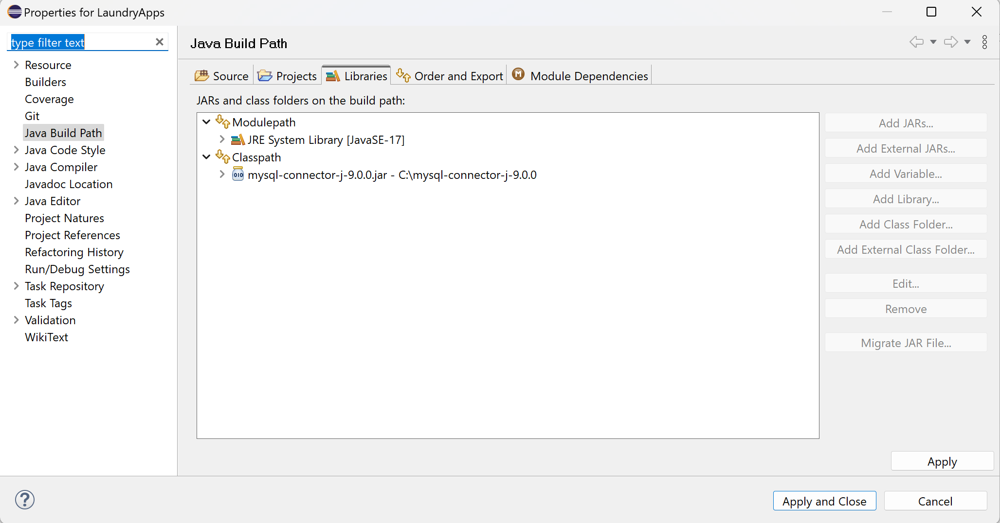 Properties for LaundryApps
type filter text
Resource
Builders
Coverage
Git
Java Build Path
Java Code Style
Java Compiler
Javadoc Location
Java Editor
Project Natures
Project References
Refactoring History
Run/Debug Settings
Task Repository
Task Tags
Validation
WikiText
Java Build Path
Source Projects Libraries Order and Export M Module Dependencies
JARs and class folders on the build path:
Modulepath
JRE System Library [JavaSE-17]
Classpath
010 mysql-connector-j-9.0.0.jar - C:\mysql-connector-j-9.0.0
Add JARs...
Add External JARs...
Add Variable...
Add Library...
Add Class Folder...
Add External Class Folder...
Edit...
Remove
Migrate JAR File...
Apply
?
Apply and Close Cancel